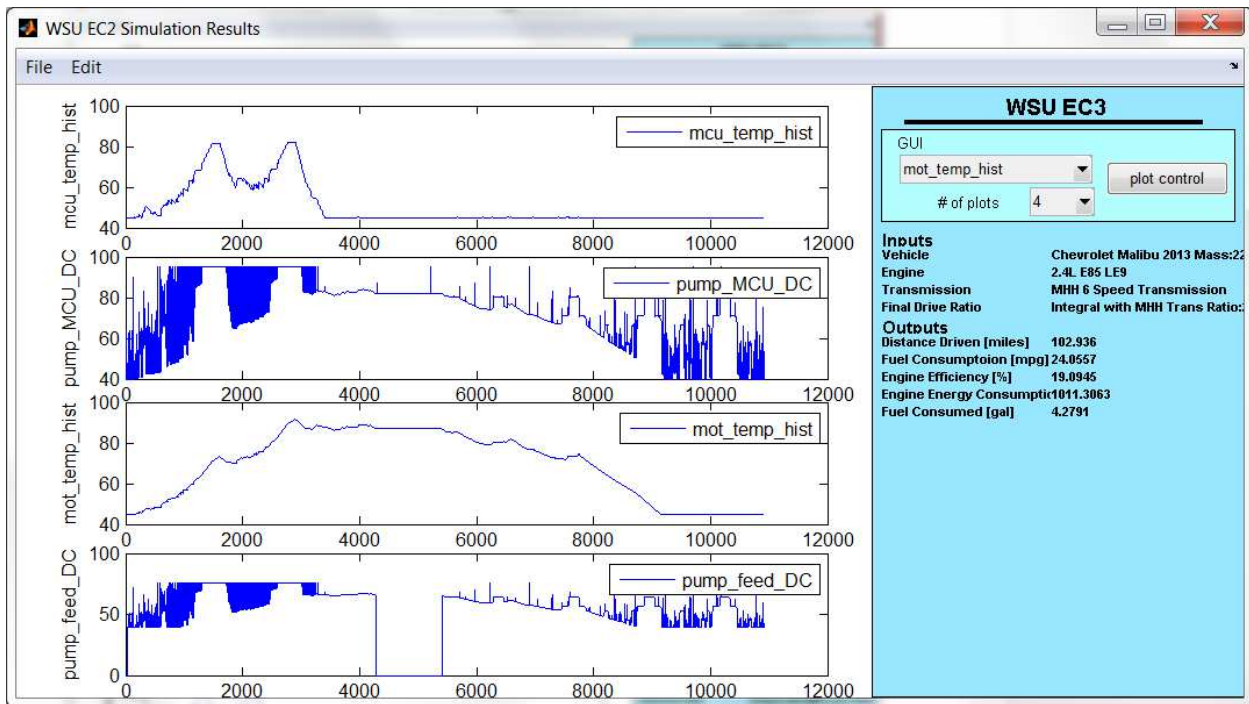 WSU EC2 Simulation Results
File Edit
100
80
60
40
mcu_temp_hist
mcu_temp_hist
0 2000 4000 6000 8000 10000 12000
100
80
60
40
pump_MCU_DC
pump_MCU_DC
0 2000 4000 6000 8000 10000 12000
100
80
60
40
mot_temp_hist
mot_temp_hist
0 2000 4000 6000 8000 10000 12000
100
50
0
pump_feed_DC
pump_feed_DC
0 2000 4000 6000 8000 10000 12000
WSU EC3
GUI
mot_temp_hist
plot control
# of plots 4
Inputs
Vehicle Chevrolet Malibu 2013 Mass:22
Engine 2.4L E85 LE9
Transmission MHH 6 Speed Transmission
Final Drive Ratio Integral with MHH Trans Ratio:
Outputs
Distance Driven [miles] 102.936
Fuel Consumptoion [mpg] 24.0557
Engine Efficiency [%] 19.0945
Engine Energy Consumptic 1011.3063
Fuel Consumed [gal] 4.2791